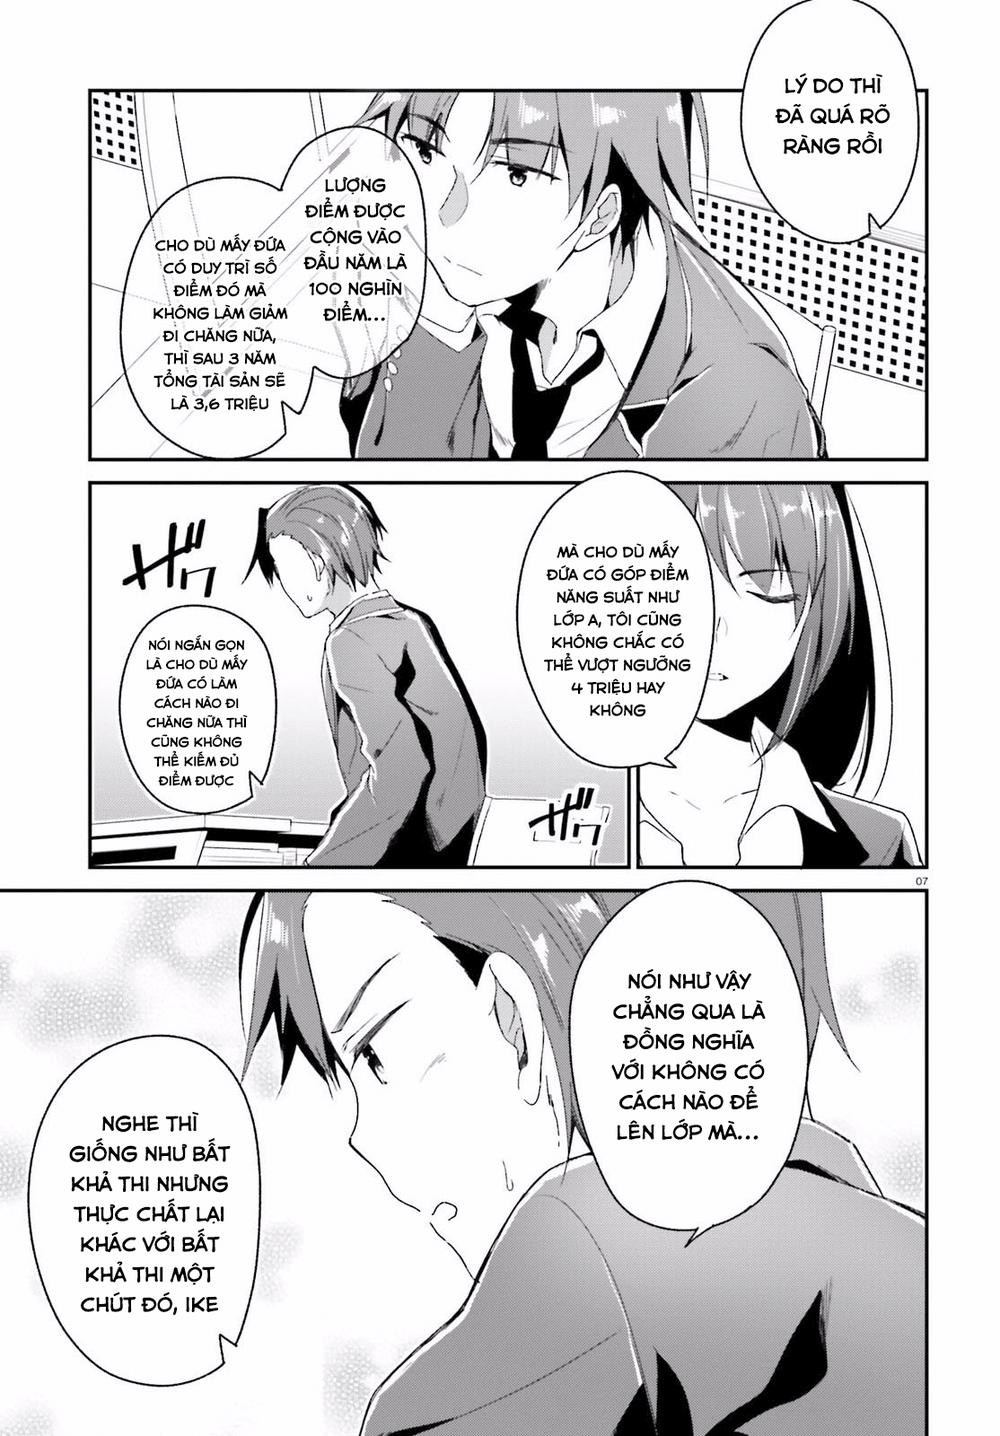 LÝ DO THÌ
ĐÃ QUÁ RÕ
RÀNG RỒI
LƯỢNG
ĐIỂM ĐƯỢC
CỘNG VÀO
ĐẦU NĂM LÀ
100 NGHÌN
ĐIỂM...
CHO DÙ MẤY ĐỨA
CÓ DUY TRÌ SỐ
ĐIỂM ĐÓ MÀ
KHÔNG LÀM GIẢM
ĐI CHĂNG NỮA,
THÌ SAU 3 NĂM
TỔNG TÀI SẢN SẼ
LÀ 3,6 TRIỆU
MÀ CHO DÙ MẤY
ĐỨA CÓ GÓP ĐIỂM
NĂNG SUẤT NHƯ
LỚP A, TÔI CŨNG
KHÔNG CHẮC CÓ
THỂ VƯỢT NGƯỠNG
4 TRIỆU HAY
KHÔNG
ザワ
NÓI NGẮN GỌN
LÀ CHO DÙ MẤY
ĐỨA CÓ LÀM
CÁCH NÀO ĐI
CHĂNG NỮA THÌ
CŨNG KHÔNG
THỂ KIẾM ĐỦ
ĐIỂM ĐƯỢC
ザワ
07
NÓI NHƯ VẬY
CHẲNG QUA LÀ
ĐỒNG NGHĨA
VỚI KHÔNG CÓ
CÁCH NÀO ĐỂ
LÊN LỚP MÀ...
NGHE THÌ
GIỐNG NHƯ BẤT
KHẢ THI NHƯNG
THỰC CHẤT LẠI
KHÁC VỚI BẤT
KHẢ THI MỘT
CHÚT ĐÓ, IKE